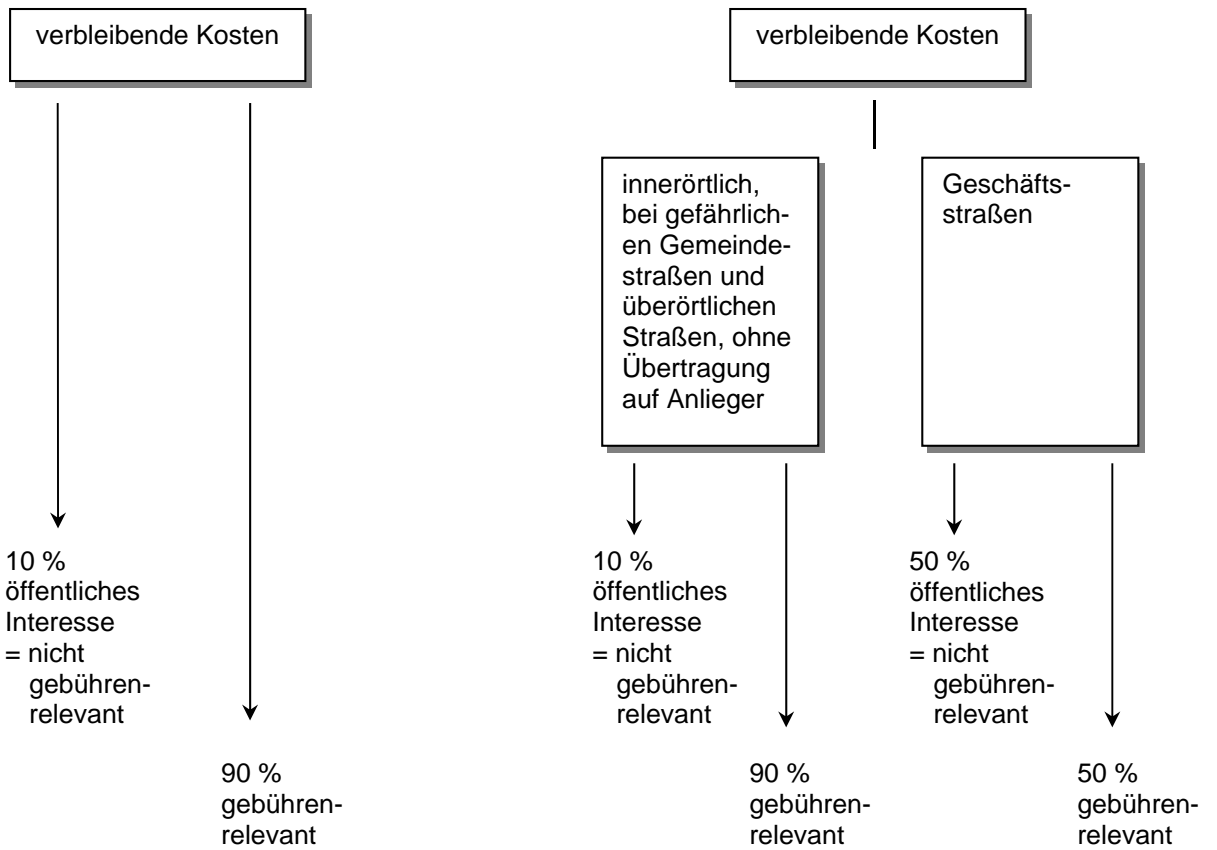 verbleibende Kosten
verbleibende Kosten
innerörtlich,
bei gefährlich-
en Gemeinde-
straßen und
überörtlichen
Straßen, ohne
Übertragung
auf Anlieger
Geschäfts-
straßen
10 %
öffentliches
Interesse
= nicht
gebühren-
relevant
90 %
gebühren-
relevant
10 %
öffentliches
Interesse
= nicht
gebühren-
relevant
90 %
gebühren-
relevant
50 %
öffentliches
Interesse
= nicht
gebühren-
relevant
50 %
gebühren-
relevant